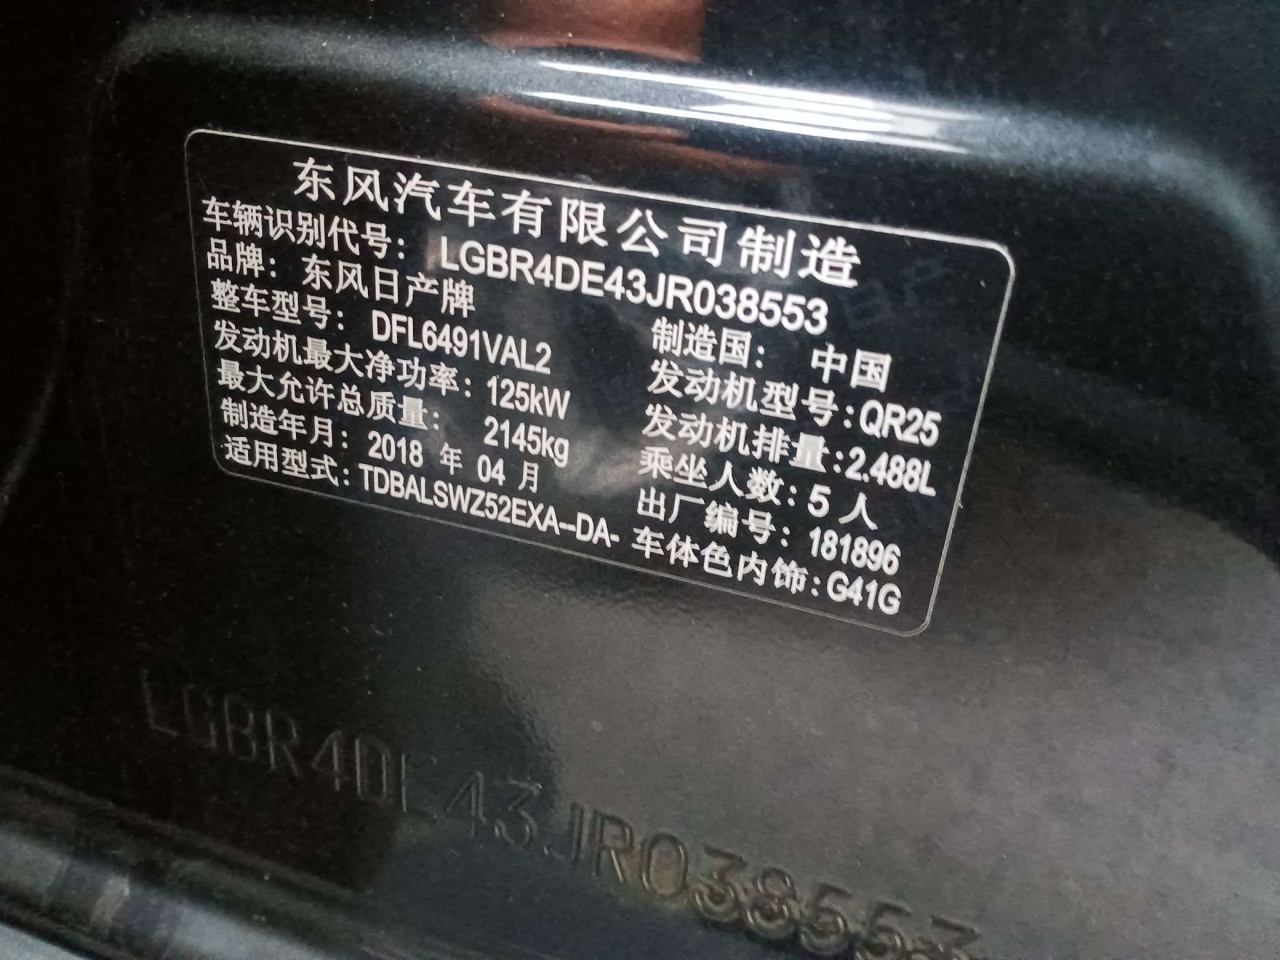 东风汽车有限公司制造
车辆识别代号： LGBR4DE43JR038553
品牌： 东风日产牌 制造国： 中国
整车型号： DFL6491VAL2 发动机型号：QR25
发动机最大净功率：125kW 发动机排量：2.488L
最大允许总质量： 2145kg 乘坐人数：5 人
制造年月： 2018 年 04 月 出厂编号： 181896
适用型式：TDBALSWZ52EXA--DA- 车体色内饰：G41G
LGBR4DE43JR038553